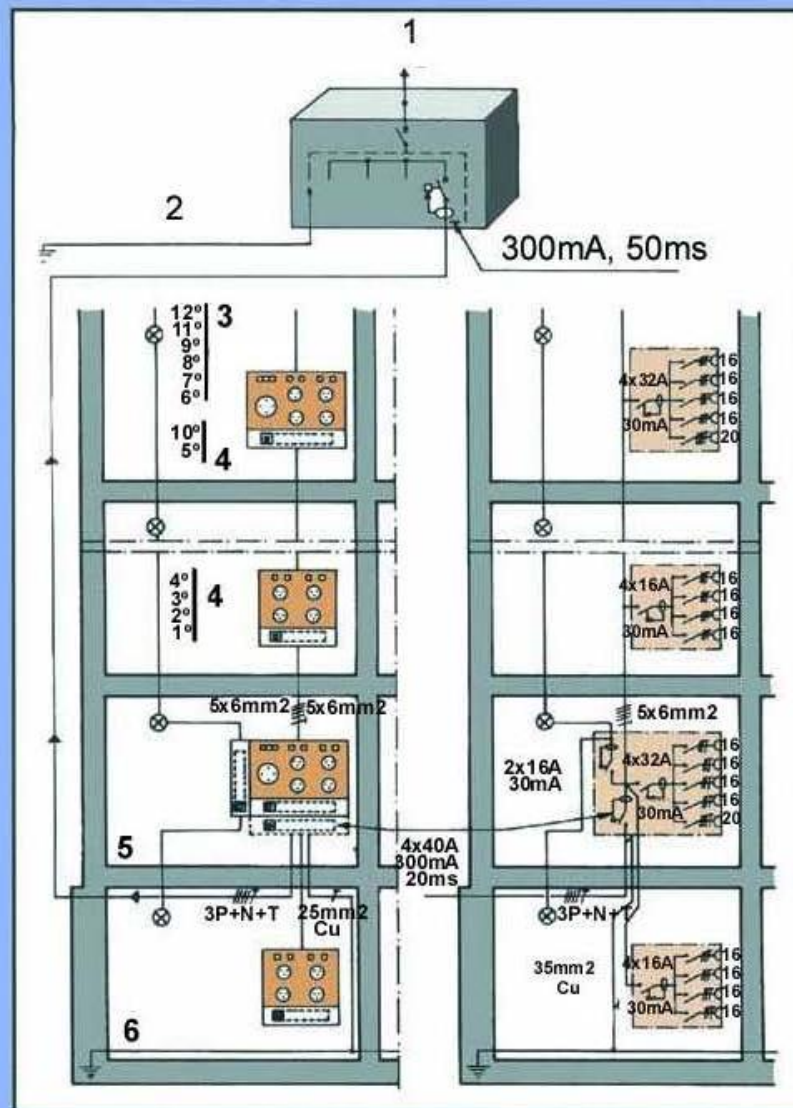 1
2
300mA, 50ms
12º
11º
9º
8º
7º
6º
3
10º
5º
4
4x32A
30mA
16
16
16
16
20
4º
3º
2º
1º
4
4x16A
30mA
16
16
16
16
5x6mm2
5x6mm2
5x6mm2
2x16A
30mA
4x32A
30mA
16
16
16
16
20
5
4x40A
300mA
20ms
3P+N+T
25mm2
Cu
3P+N+T
35mm2
Cu
4x16A
30mA
16
16
16
16
6